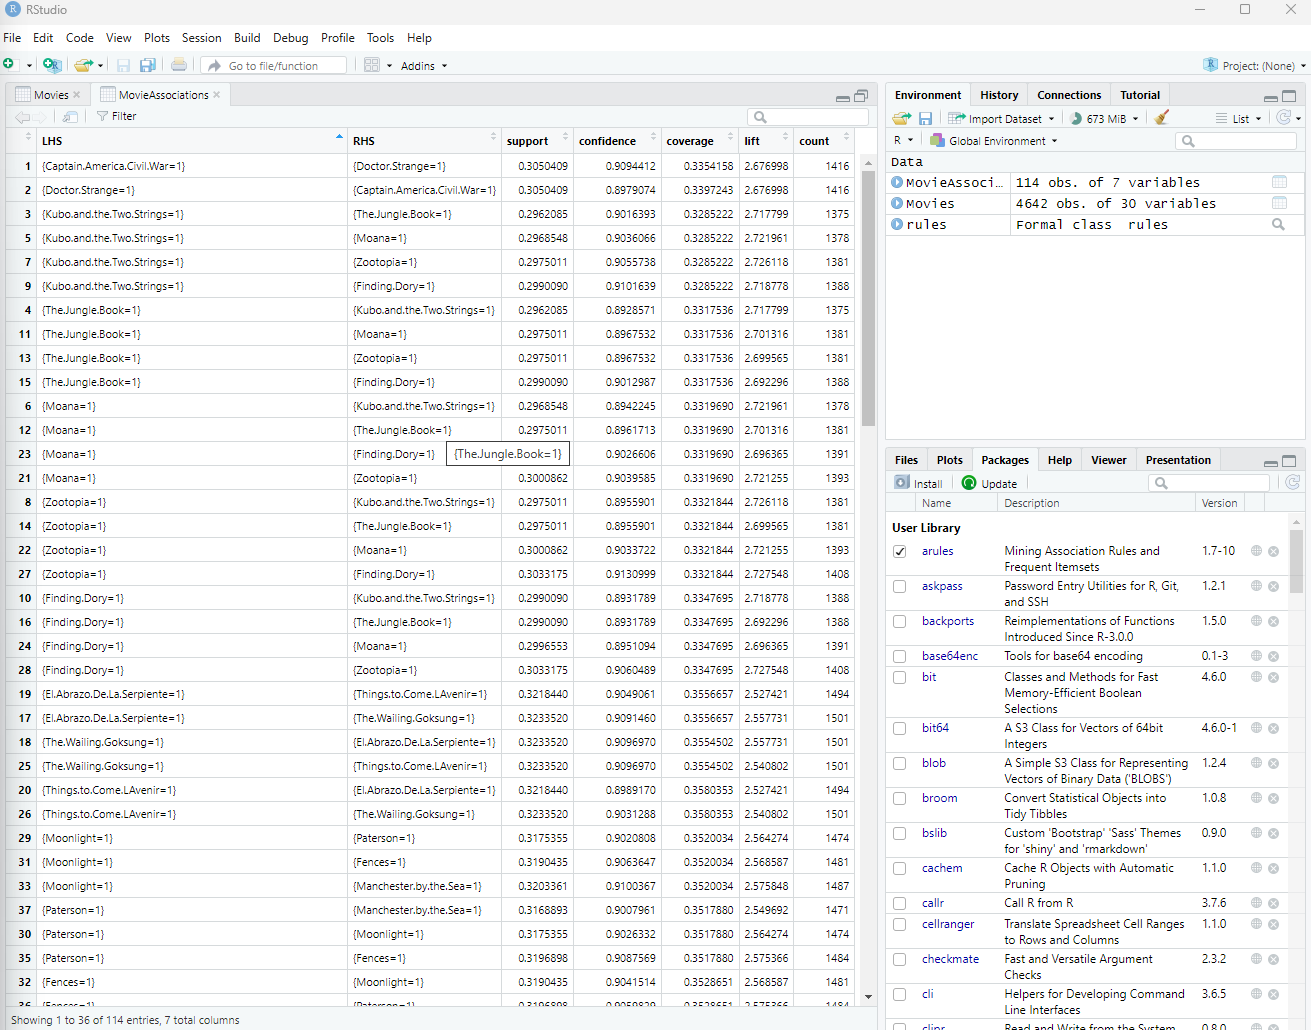 RStudio
File Edit Code View Plots Session Build Debug Profile Tools Help
Go to file/function Addins Project: (None)
Movies MovieAssociations
Filter
LHS RHS support confidence coverage lift count
1 {Captain.America.Civil.War=1} {Doctor.Strange=1} 0.3050409 0.9094412 0.3354158 2.676998 1416
2 {Doctor.Strange=1} {Captain.America.Civil.War=1} 0.3050409 0.8979074 0.3397243 2.676998 1416
3 {Kubo.and.the.Two.Strings=1} {The.Jungle.Book=1} 0.2962085 0.9016393 0.3285222 2.717799 1375
5 {Kubo.and.the.Two.Strings=1} {Moana=1} 0.2968548 0.9036066 0.3285222 2.721961 1378
7 {Kubo.and.the.Two.Strings=1} {Zootopia=1} 0.2975011 0.9055738 0.3285222 2.726118 1381
9 {Kubo.and.the.Two.Strings=1} {Finding.Dory=1} 0.2990090 0.9101639 0.3285222 2.718778 1388
4 {The.Jungle.Book=1} {Kubo.and.the.Two.Strings=1} 0.2962085 0.8928571 0.3317536 2.717799 1375
11 {The.Jungle.Book=1} {Moana=1} 0.2975011 0.8967532 0.3317536 2.701316 1381
13 {The.Jungle.Book=1} {Zootopia=1} 0.2975011 0.8967532 0.3317536 2.699565 1381
15 {The.Jungle.Book=1} {Finding.Dory=1} 0.2990090 0.9012987 0.3317536 2.692296 1388
6 {Moana=1} {Kubo.and.the.Two.Strings=1} 0.2968548 0.8942245 0.3319690 2.721961 1378
12 {Moana=1} {The.Jungle.Book=1} 0.2975011 0.8961713 0.3319690 2.701316 1381
23 {Moana=1} {Finding.Dory=1} {The.Jungle.Book=1} 0.9026606 0.3319690 2.696365 1391
21 {Moana=1} {Zootopia=1} 0.3000862 0.9039585 0.3319690 2.721255 1393
8 {Zootopia=1} {Kubo.and.the.Two.Strings=1} 0.2975011 0.8955901 0.3321844 2.726118 1381
14 {Zootopia=1} {The.Jungle.Book=1} 0.2975011 0.8955901 0.3321844 2.699565 1381
22 {Zootopia=1} {Moana=1} 0.3000862 0.9033722 0.3321844 2.721255 1393
27 {Zootopia=1} {Finding.Dory=1} 0.3033175 0.9130999 0.3321844 2.727548 1408
10 {Finding.Dory=1} {Kubo.and.the.Two.Strings=1} 0.2990090 0.8931789 0.3347695 2.718778 1388
16 {Finding.Dory=1} {The.Jungle.Book=1} 0.2990090 0.8931789 0.3347695 2.692296 1388
24 {Finding.Dory=1} {Moana=1} 0.2996553 0.8951094 0.3347695 2.696365 1391
28 {Finding.Dory=1} {Zootopia=1} 0.3033175 0.9060489 0.3347695 2.727548 1408
19 {El.Abrazo.De.La.Serpiente=1} {Things.to.Come.LAvenir=1} 0.3218440 0.9049061 0.3556657 2.527421 1494
17 {El.Abrazo.De.La.Serpiente=1} {The.Wailing.Goksung=1} 0.3233520 0.9091460 0.3556657 2.557731 1501
18 {The.Wailing.Goksung=1} {El.Abrazo.De.La.Serpiente=1} 0.3233520 0.9096970 0.3554502 2.557731 1501
25 {The.Wailing.Goksung=1} {Things.to.Come.LAvenir=1} 0.3233520 0.9096970 0.3554502 2.540802 1501
20 {Things.to.Come.LAvenir=1} {El.Abrazo.De.La.Serpiente=1} 0.3218440 0.8989170 0.3580353 2.527421 1494
26 {Things.to.Come.LAvenir=1} {The.Wailing.Goksung=1} 0.3233520 0.9031288 0.3580353 2.540802 1501
29 {Moonlight=1} {Paterson=1} 0.3175355 0.9020808 0.3520034 2.564274 1474
31 {Moonlight=1} {Fences=1} 0.3190435 0.9063647 0.3520034 2.568587 1481
33 {Moonlight=1} {Manchester.by.the.Sea=1} 0.3203361 0.9100367 0.3520034 2.575848 1487
37 {Paterson=1} {Manchester.by.the.Sea=1} 0.3168893 0.9007961 0.3517880 2.549692 1471
30 {Paterson=1} {Moonlight=1} 0.3175355 0.9026332 0.3517880 2.564274 1474
35 {Paterson=1} {Fences=1} 0.3196898 0.9087569 0.3517880 2.575366 1484
32 {Fences=1} {Moonlight=1} 0.3190435 0.9041514 0.3528651 2.568587 1481
36 {Fences=1} {Paterson=1} 0.3196898 0.9059829 0.3528651 2.575366 1484
Showing 1 to 36 of 114 entries, 7 total columns
Environment History Connections Tutorial
Import Dataset 673 MiB List
R Global Environment
Data
MovieAssoci... 114 obs. of 7 variables
Movies 4642 obs. of 30 variables
rules Formal class rules
Files Plots Packages Help Viewer Presentation
Install Update
Name Description Version
User Library
arules Mining Association Rules and 1.7-10
Frequent Itemsets
askpass Password Entry Utilities for R, Git, 1.2.1
and SSH
backports Reimplementations of Functions 1.5.0
Introduced Since R-3.0.0
base64enc Tools for base64 encoding 0.1-3
bit Classes and Methods for Fast 4.6.0
Memory-Efficient Boolean
Selections
bit64 A S3 Class for Vectors of 64bit 4.6.0-1
Integers
blob A Simple S3 Class for Representing 1.2.4
Vectors of Binary Data ('BLOBS')
broom Convert Statistical Objects into 1.0.8
Tidy Tibbles
bslib Custom 'Bootstrap' 'Sass' Themes 0.9.0
for 'shiny' and 'rmarkdown'
cachem Cache R Objects with Automatic 1.1.0
Pruning
callr Call R from R 3.7.6
cellranger Translate Spreadsheet Cell Ranges 1.1.0
to Rows and Columns
checkmate Fast and Versatile Argument 2.3.2
Checks
cli Helpers for Developing Command 3.6.5
Line Interfaces
clipr Read and Write from the System 0.8.0